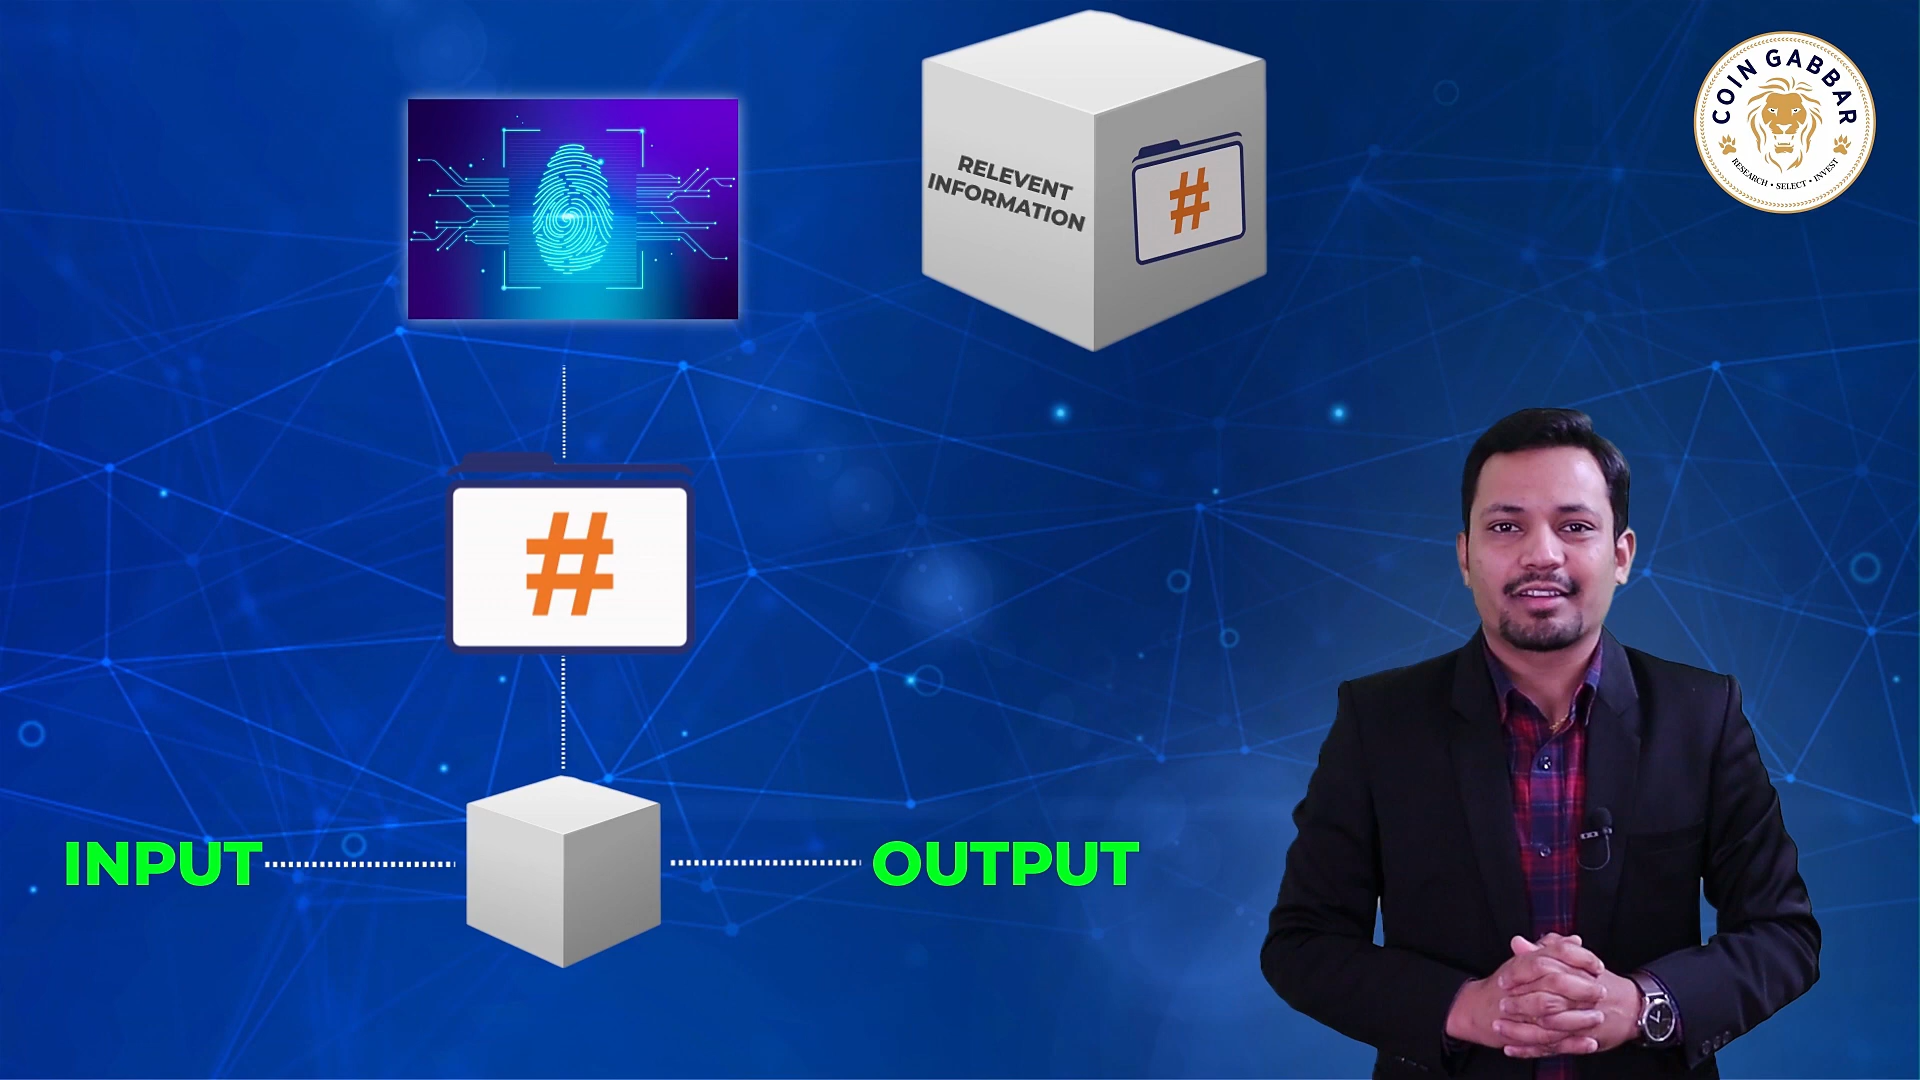 RELEVENT
INFORMATION
#
COIN GABBAR
RESEARCH • SELECT • INVEST
#
INPUT
OUTPUT